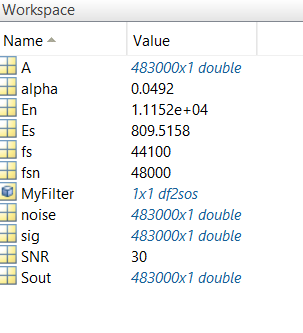 Workspace
Name Value
A 483000x1 double
alpha 0.0492
En 1.1152e+04
Es 809.5158
fs 44100
fsn 48000
MyFilter 1x1 df2sos
noise 483000x1 double
sig 483000x1 double
SNR 30
Sout 483000x1 double